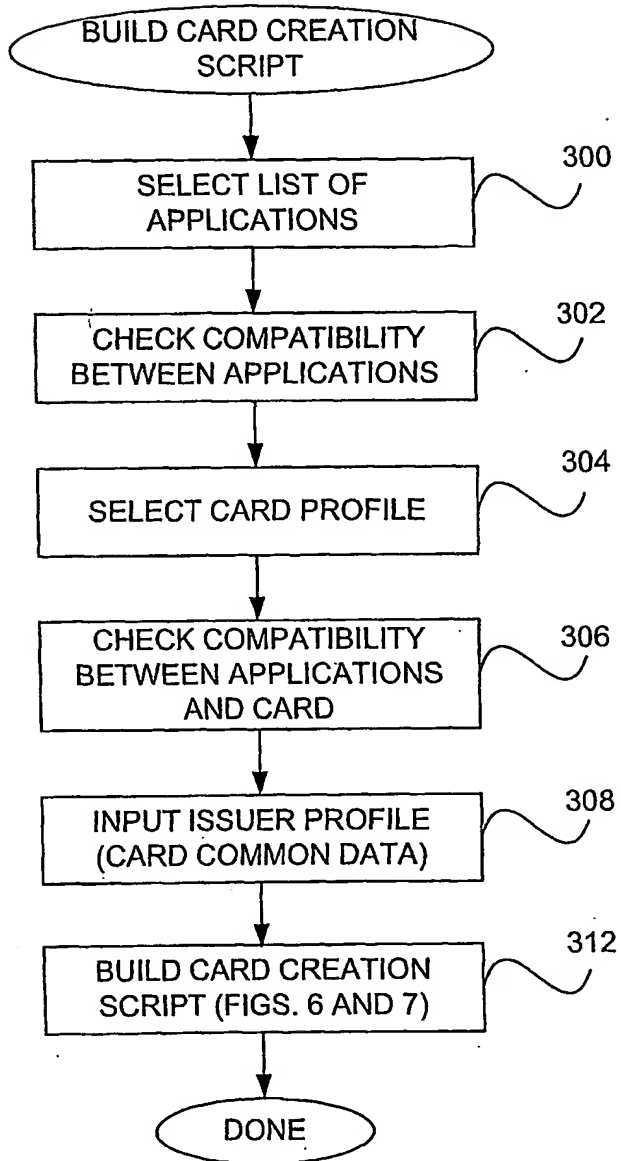 BUILD CARD CREATION
SCRIPT
300
SELECT LIST OF
APPLICATIONS
302
CHECK COMPATIBILITY
BETWEEN APPLICATIONS
304
SELECT CARD PROFILE
306
CHECK COMPATIBILITY
BETWEEN APPLICATIONS
AND CARD
308
INPUT ISSUER PROFILE
(CARD COMMON DATA)
312
BUILD CARD CREATION
SCRIPT (FIGS. 6 AND 7)
DONE